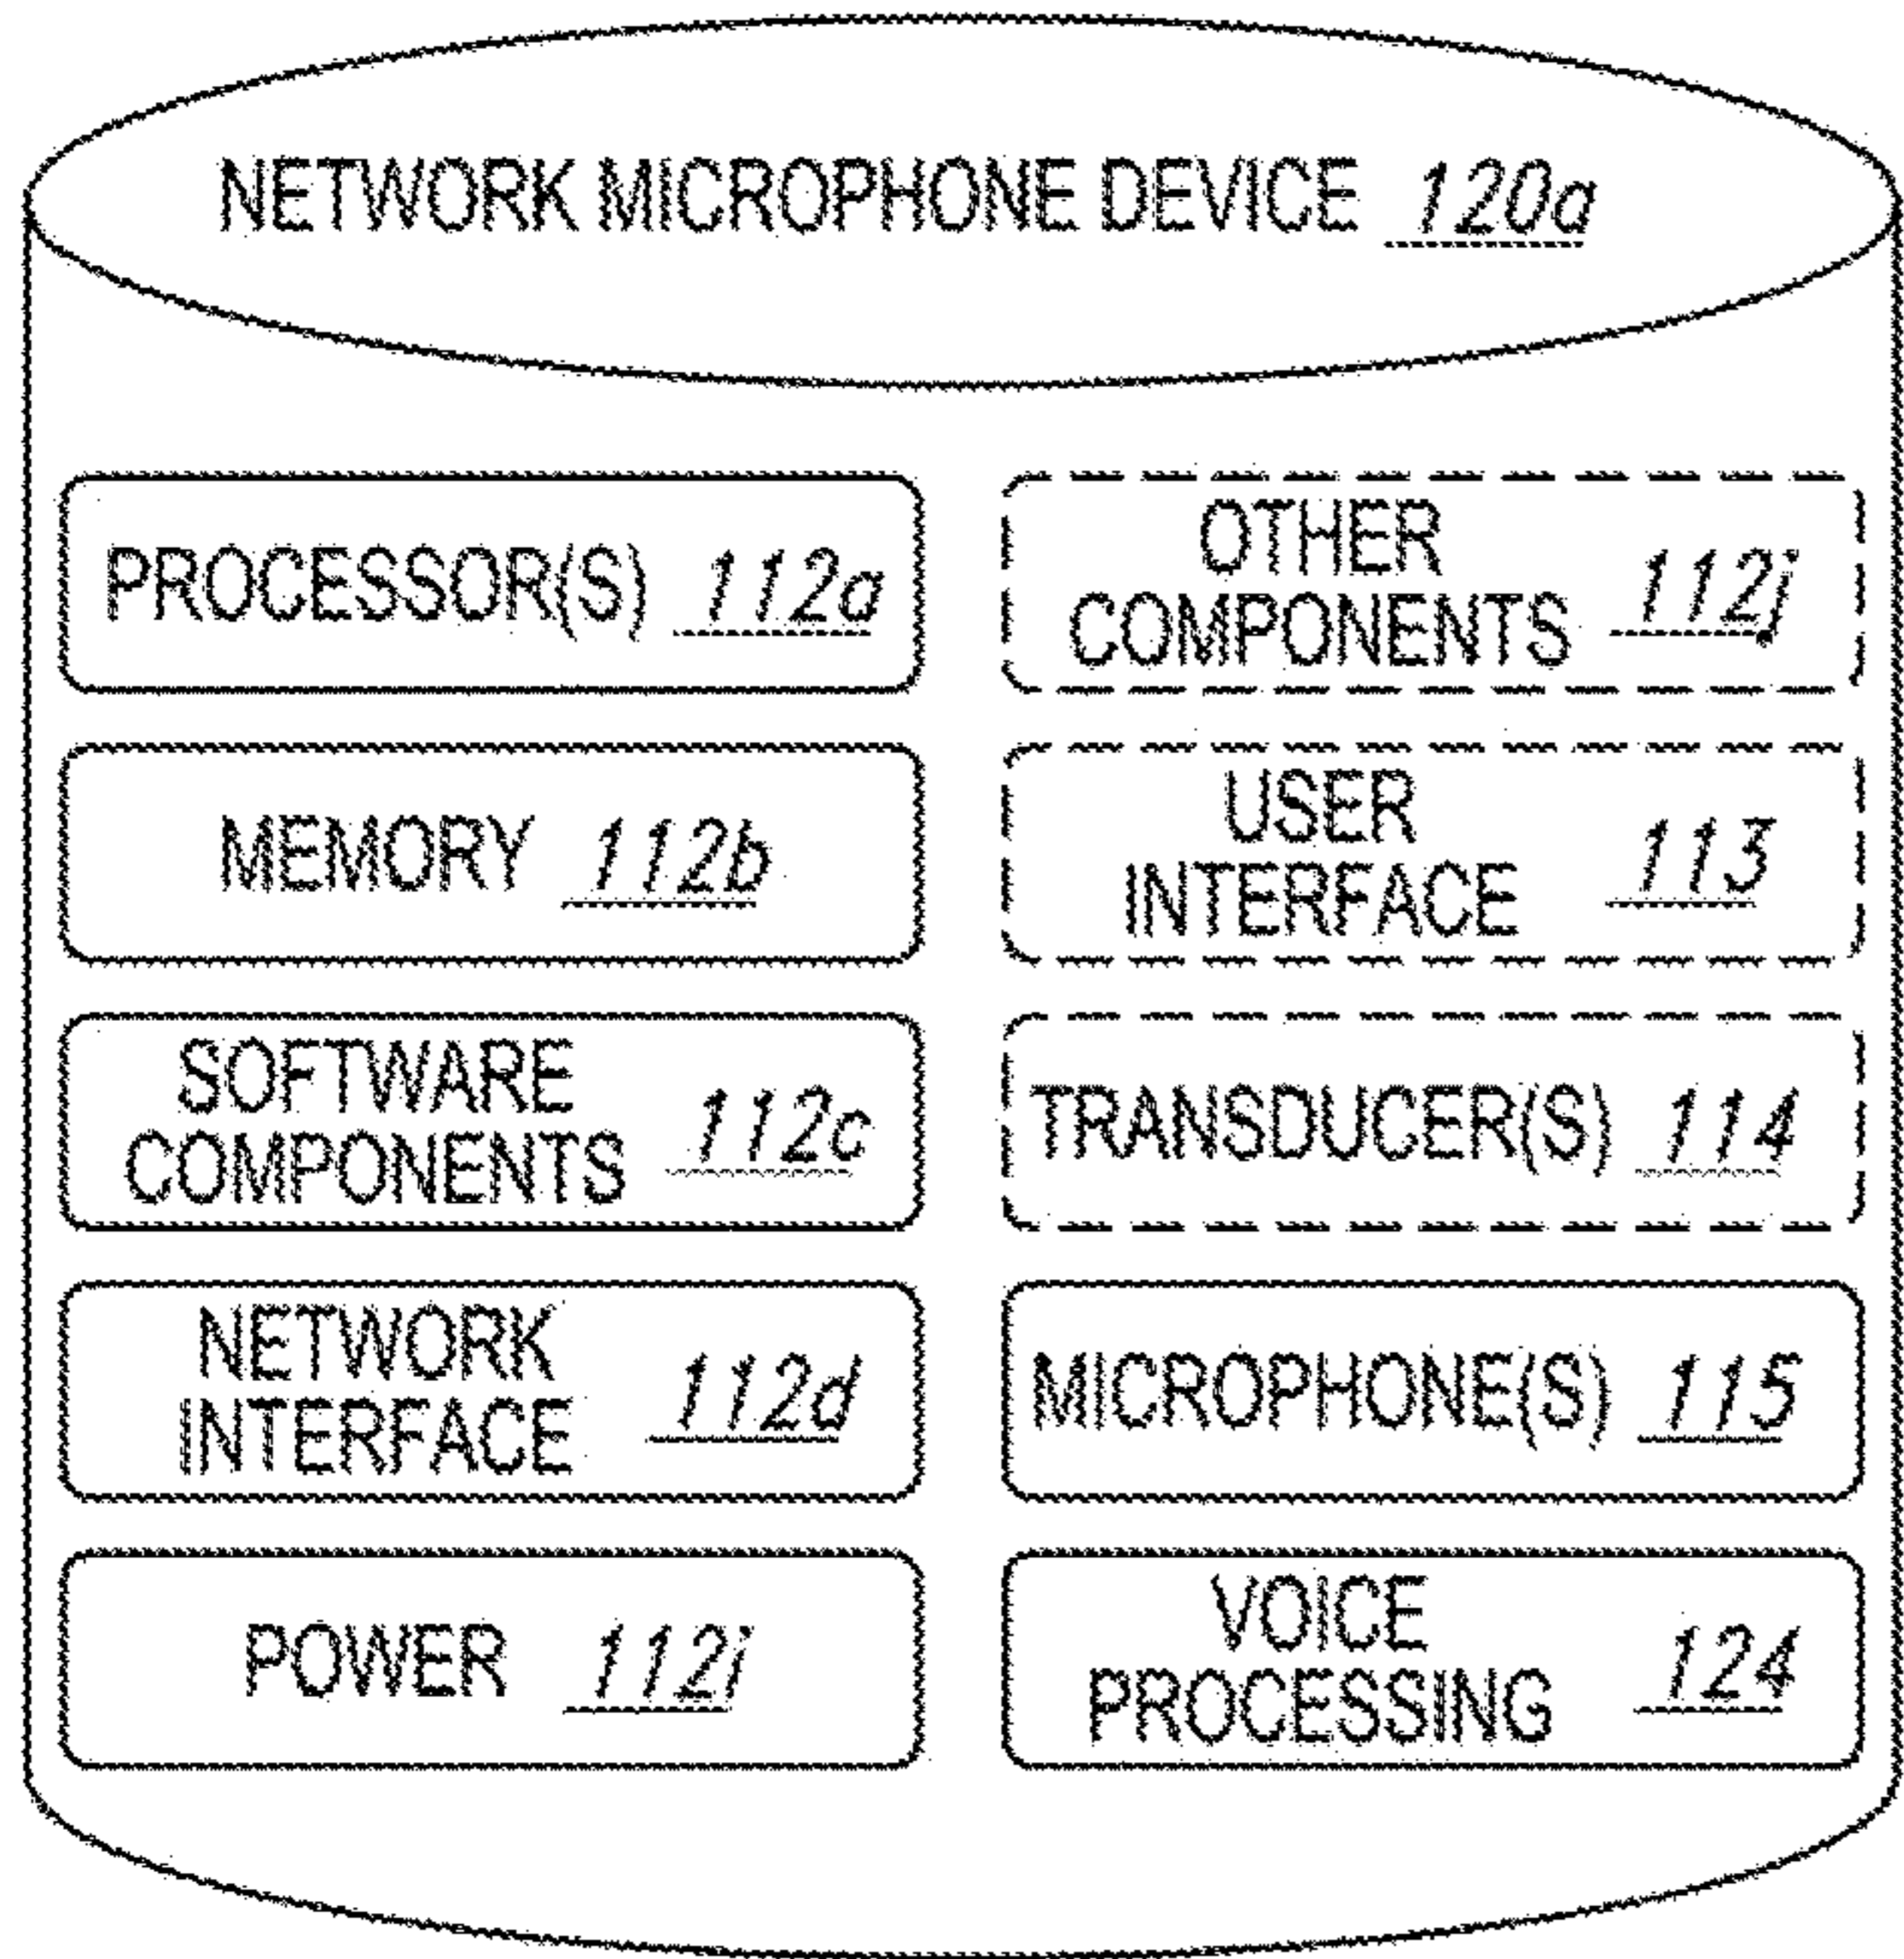 NETWORK MICROPHONE DEVICE 120a
PROCESSOR(S) 112a
MEMORY 112b
SOFTWARE
COMPONENTS 112c
NETWORK
INTERFACE 112d
POWER 112i
OTHER
COMPONENTS 112j
USER
INTERFACE 113
TRANSDUCER(S) 114
MICROPHONE(S) 115
VOICE
PROCESSING 124